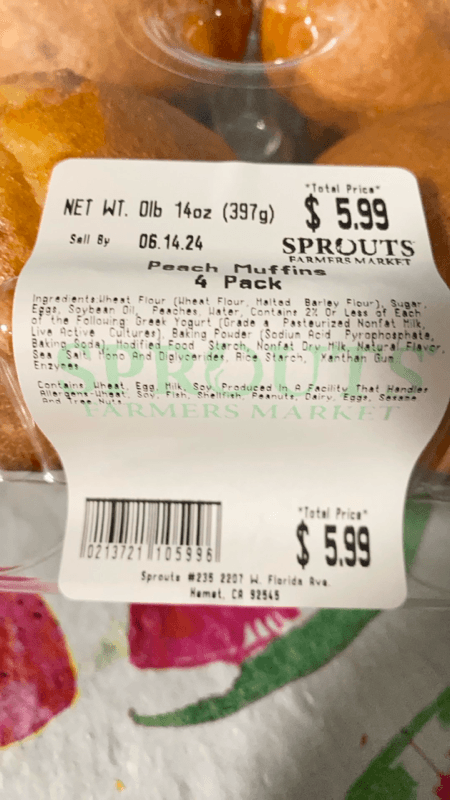 "Total Price"
NET WT. 0lb 14oz (397g) $ 5.99
Sell By 06.14.24 SPROUTS
FARMERS MARKET
Peach Muffins
4 Pack
Ingredients:Wheat Flour (Wheat Flour, Malted Barley Flour), Sugar,
Eggs, Soybean Oil, Peaches, Water, Contains 2% Or Less of Each
of the Following Greek Yogurt (Grade a Pasteurized Nonfat Milk,
Live Active Cultures), Baking Powder (Sodium Acid Pyrophosphate,
Baking Soda), Modified Food Starch, Nonfat Dry Milk, Natural Flavor,
Sea Salt, Mono And Diglycerides, Rice Starch, Xanthan Gum,
Enzymes
SPROUTS
Contains Wheat, Egg, Milk, Soy, Produced In A Facility That Handles
Allergens-Wheat, Soy, Fish, Shellfish, Peanuts, Dairy, Eggs, Sesame
And Tree Nuts
FARMERS MARKET
"Total Price"
$ 5.99
0213721 105996
Sprouts #235 2207 W. Florida Ave.
Hemet, CA 92545